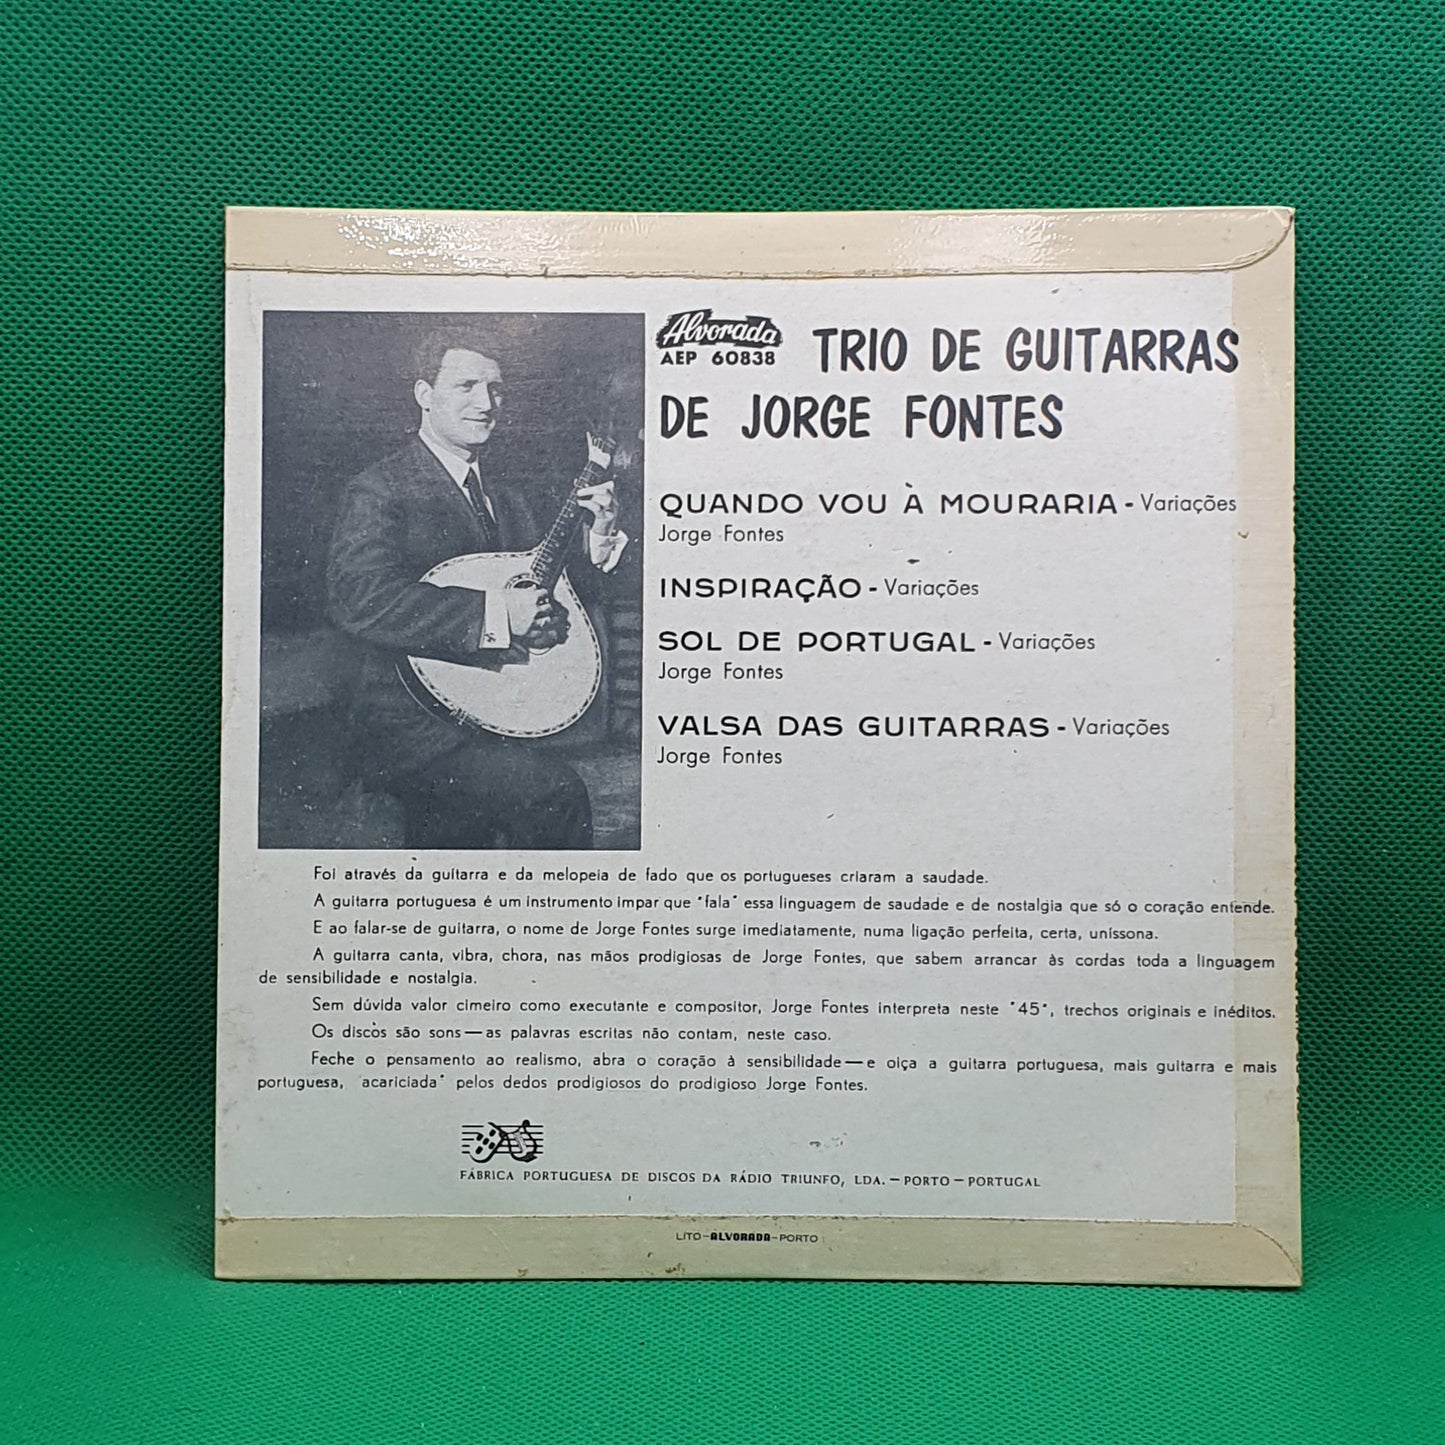 Alvorada
AEP 60838
TRIO DE GUITARRAS
DE JORGE FONTES
QUANDO VOU À MOURARIA - Variações
Jorge Fontes
INSPIRAÇÃO - Variações
SOL DE PORTUGAL - Variações
Jorge Fontes
VALSA DAS GUITARRAS - Variações
Jorge Fontes
Foi através da guitarra e da melopeia de fado que os portugueses criaram a saudade.
A guitarra portuguesa é um instrumento impar que "fala" essa linguagem de saudade e de nostalgia que só o coração entende.
E ao falar-se de guitarra, o nome de Jorge Fontes surge imediatamente, numa ligação perfeita, certa, uníssona.
A guitarra canta, vibra, chora, nas mãos prodigiosas de Jorge Fontes, que sabem arrancar às cordas toda a linguagem
de sensibilidade e nostalgia.
Sem dúvida valor cimeiro como executante e compositor, Jorge Fontes interpreta neste "45", trechos originais e inéditos.
Os discos são sons — as palavras escritas não contam, neste caso.
Feche o pensamento ao realismo, abra o coração à sensibilidade — e oiça a guitarra portuguesa, mais guitarra e mais
portuguesa, "acariciada" pelos dedos prodigiosos do prodigioso Jorge Fontes.
FÁBRICA PORTUGUESA DE DISCOS DA RÁDIO TRIUNFO, LDA. — PORTO — PORTUGAL
LITO-ALVORADA-PORTO